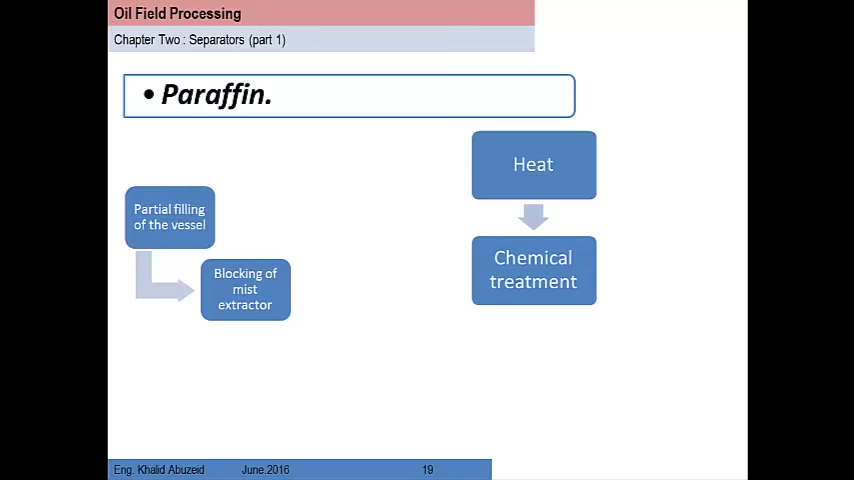 Oil Field Processing
Chapter Two : Separators (part 1)
• Paraffin.
Partial filling
of the vessel
Blocking of
mist
extractor
Heat
Chemical
treatment
Eng. Khalid Abuzeid June.2016 19